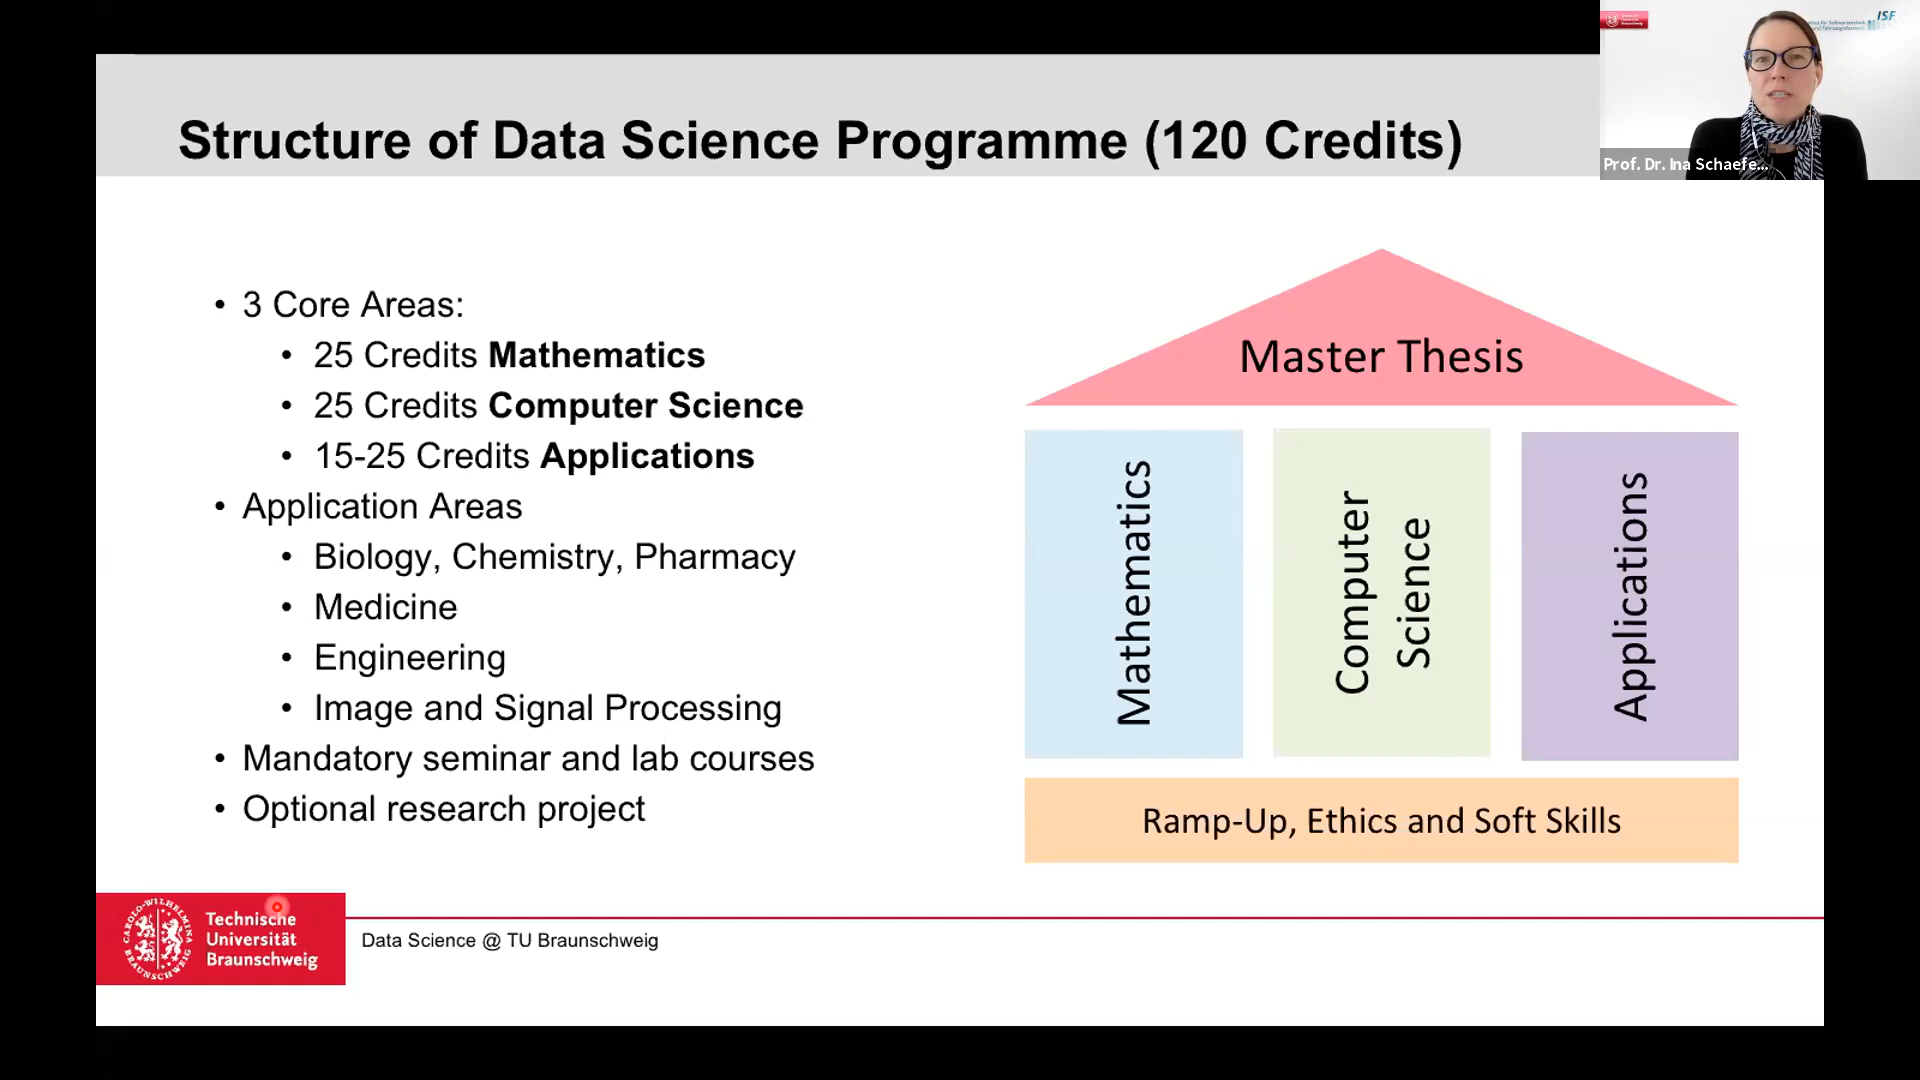 Structure of Data Science Programme (120 Credits)
• 3 Core Areas:
• 25 Credits Mathematics
• 25 Credits Computer Science
• 15-25 Credits Applications
• Application Areas
• Biology, Chemistry, Pharmacy
• Medicine
• Engineering
• Image and Signal Processing
• Mandatory seminar and lab courses
• Optional research project
Master Thesis
Mathematics
Computer
Science
Applications
Ramp-Up, Ethics and Soft Skills
CAROLO-WILHELMINA
BRAUNSCHWEIG
Technische
Universität
Braunschweig
Data Science @ TU Braunschweig
ISF
Prof. Dr. Ina Schaefe...